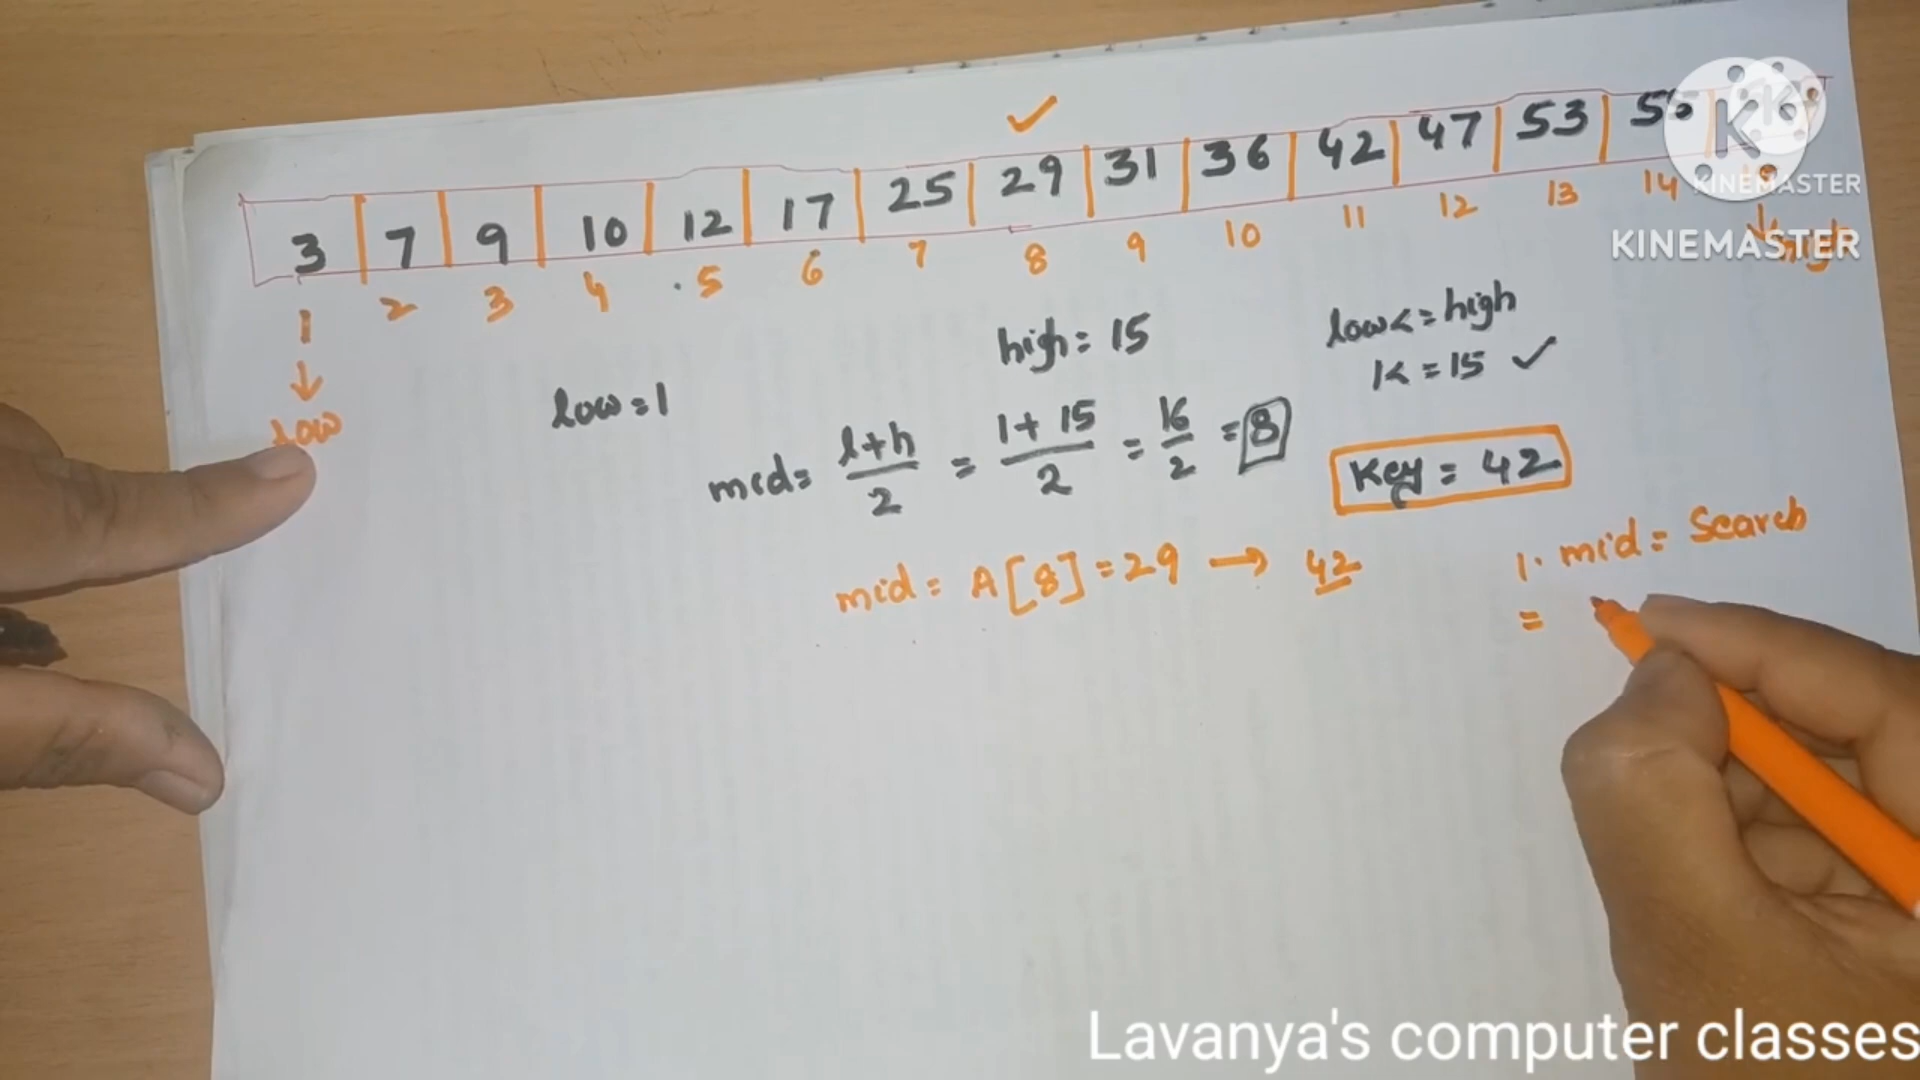 3 7 9 10 12 17 25 29 31 36 42 47 53
1 2 3 4 5 6 7 8 9 10 11 12 13 14
KINEMASTER
KINEMASTER
low
high
low=1
high=15
low<=high
1<=15 ✓
mid= l+h/2 = 1+15/2 = 16/2 = 8
Key = 42
mid= A[8]=29 → 42
1. mid= Search
=
Lavanya's computer classes